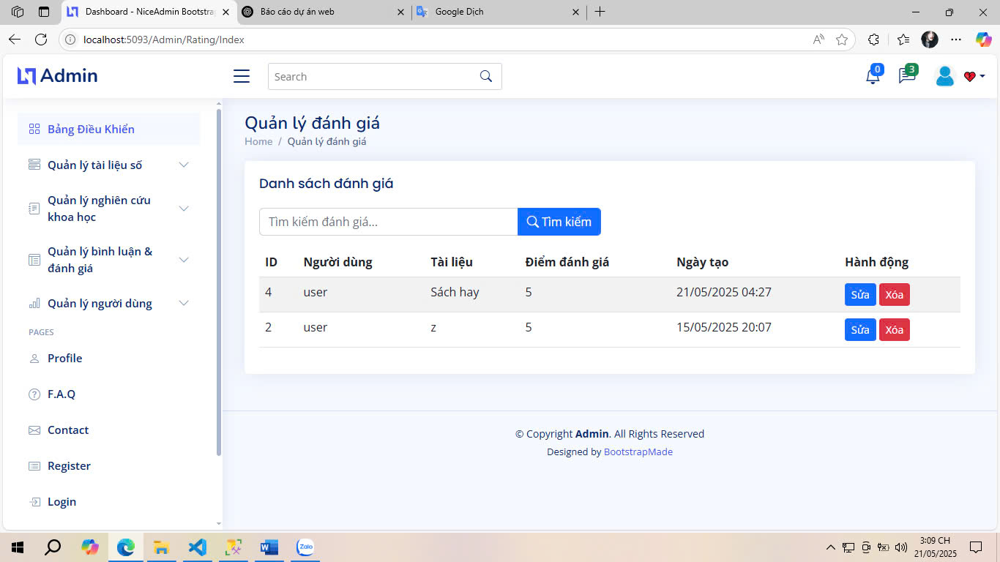 Dashboard - NiceAdmin Bootstra
Báo cáo dự án web
Google Dịch
localhost:5093/Admin/Rating/Index
Admin
Search
0
3
Bảng Điều Khiển
Quản lý tài liệu số
Quản lý nghiên cứu
khoa học
Quản lý bình luận &
đánh giá
Quản lý người dùng
PAGES
Profile
F.A.Q
Contact
Register
Login
Quản lý đánh giá
Home / Quản lý đánh giá
Danh sách đánh giá
Tìm kiếm đánh giá...
Tìm kiếm
ID Người dùng Tài liệu Điểm đánh giá Ngày tạo Hành động
4 user Sách hay 5 21/05/2025 04:27 Sửa Xóa
2 user z 5 15/05/2025 20:07 Sửa Xóa
© Copyright Admin. All Rights Reserved
Designed by BootstrapMade
Zalo
3:09 CH
21/05/2025